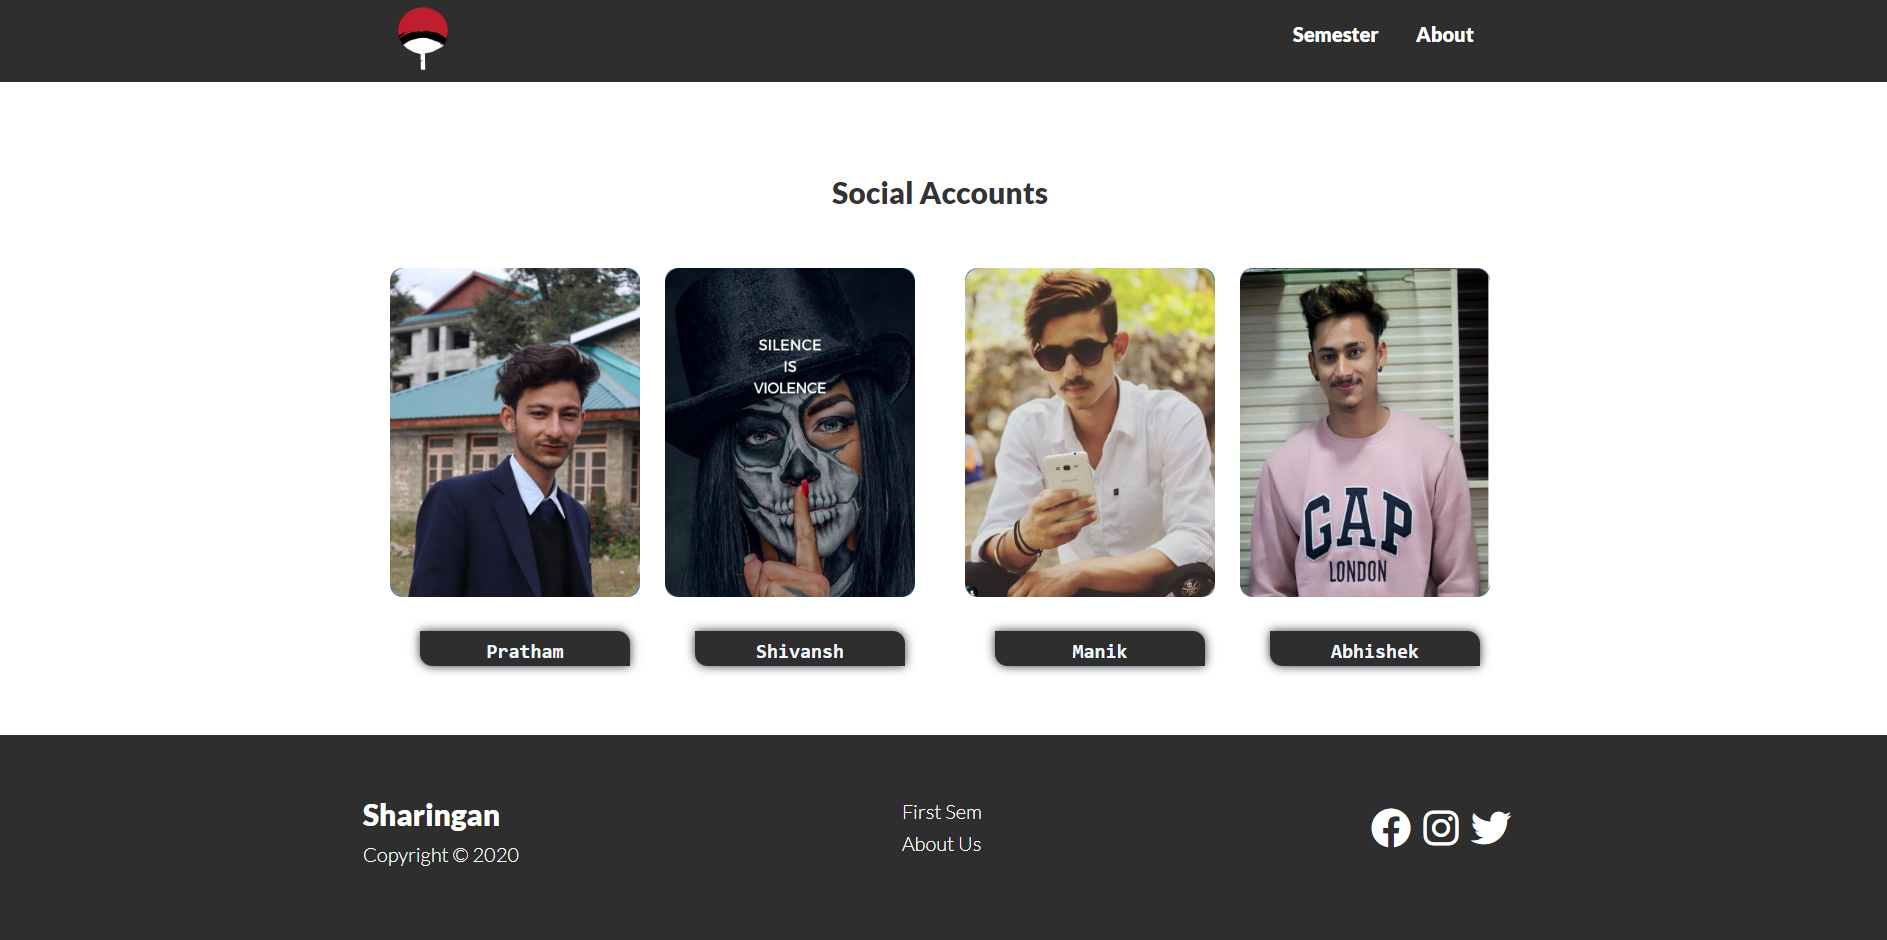 Semester About
Social Accounts
SILENCE
IS
VIOLENCE
GAP
LONDON
Pratham Shivansh Manik Abhishek
Sharingan
Copyright © 2020
First Sem
About Us